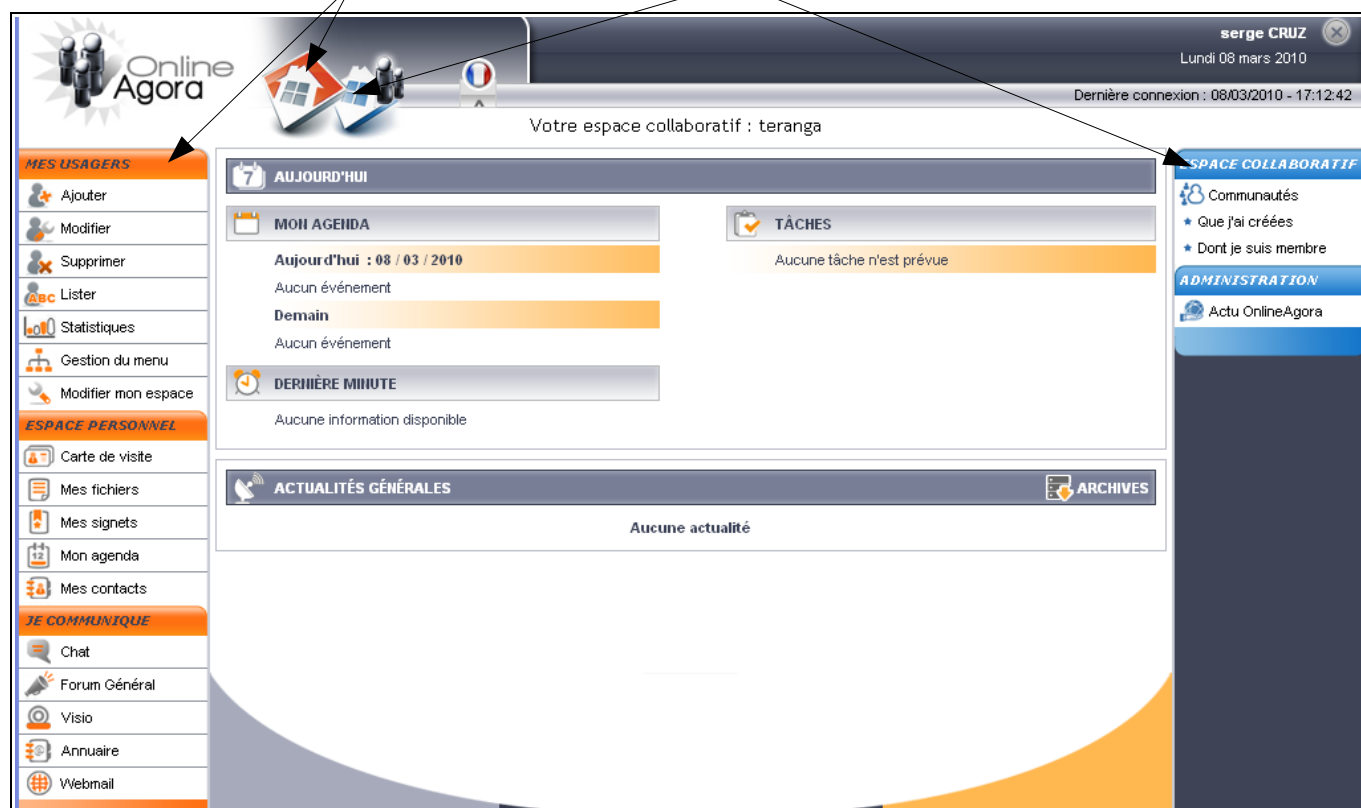 Online
Agora
serge CRUZ
Lundi 08 mars 2010
Dernière connexion : 08/03/2010 - 17:12:42
Votre espace collaboratif : teranga
MES USAGERS
Ajouter
Modifier
Supprimer
ABC Lister
Statistiques
Gestion du menu
Modifier mon espace
ESPACE PERSONNEL
Carte de visite
Mes fichiers
Mes signets
12 Mon agenda
Mes contacts
JE COMMUNIQUE
Chat
Forum Général
Visio
Annuaire
Webmail
7 AUJOURD'HUI
MON AGENDA
Aujourd'hui : 08 / 03 / 2010
Aucun événement
Demain
Aucun événement
DERNIÈRE MINUTE
Aucune information disponible
TÂCHES
Aucune tâche n'est prévue
ACTUALITÉS GÉNÉRALES
ARCHIVES
Aucune actualité
ESPACE COLLABORATIF
Communautés
Que j'ai créées
Dont je suis membre
ADMINISTRATION
Actu OnlineAgora